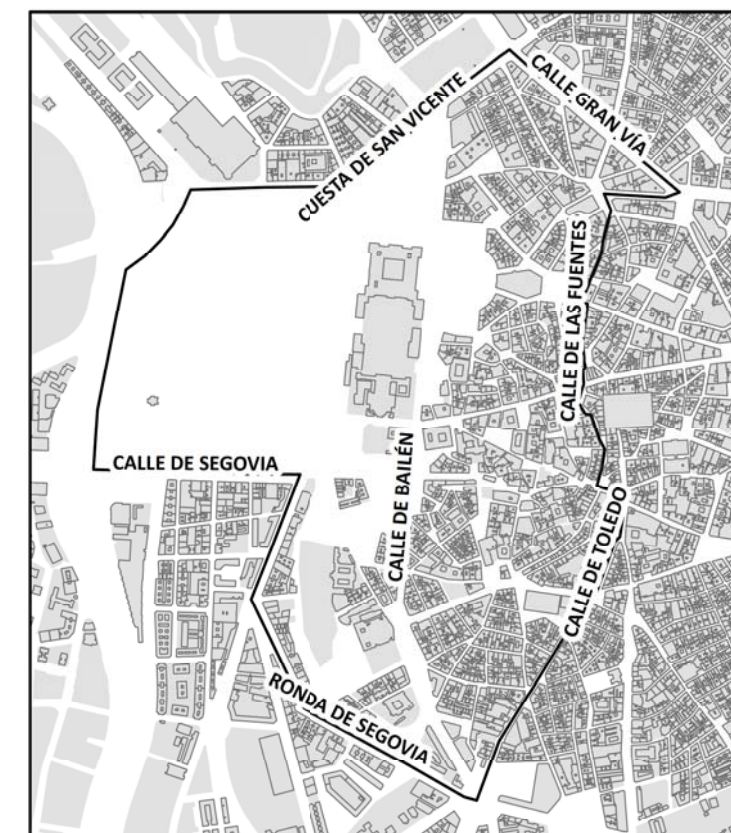 CUESTA DE SAN VICENTE
CALLE GRAN VÍA
CALLE DE LAS FUENTES
CALLE DE SEGOVIA
CALLE DE BAILÉN
CALLE DE TOLEDO
RONDA DE SEGOVIA